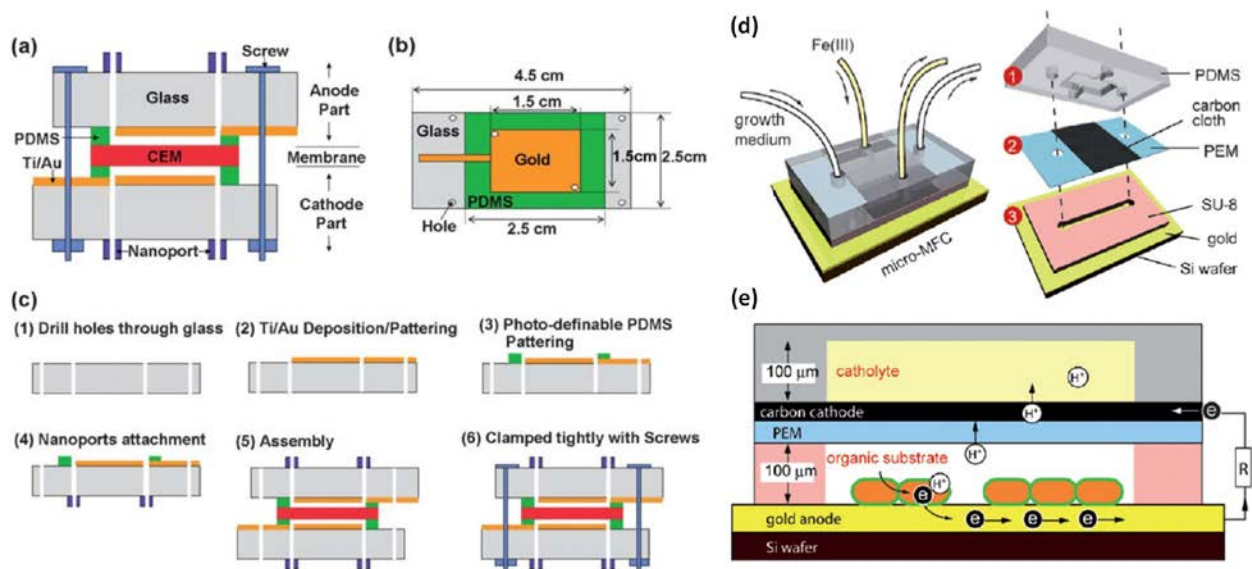 (a)
Screw
Glass
Anode
Part
PDMS
CEM
Membrane
Ti/Au
Cathode
Part
Nanoport
(b)
4.5 cm
1.5 cm
Glass
Gold
1.5cm
2.5cm
PDMS
Hole
2.5 cm
(c)
(1) Drill holes through glass
(2) Ti/Au Deposition/Pattering
(3) Photo-definable PDMS
Pattering
(4) Nanoports attachment
(5) Assembly
(6) Clamped tightly with Screws
(d)
Fe(III)
growth
medium
micro-MFC
1
PDMS
carbon
cloth
2
PEM
3
SU-8
gold
Si wafer
(e)
100 μm
catholyte
H+
carbon cathode
H+
e
PEM
H+
100 μm
organic substrate
H+
e
R
gold anode
e
e
e
Si wafer